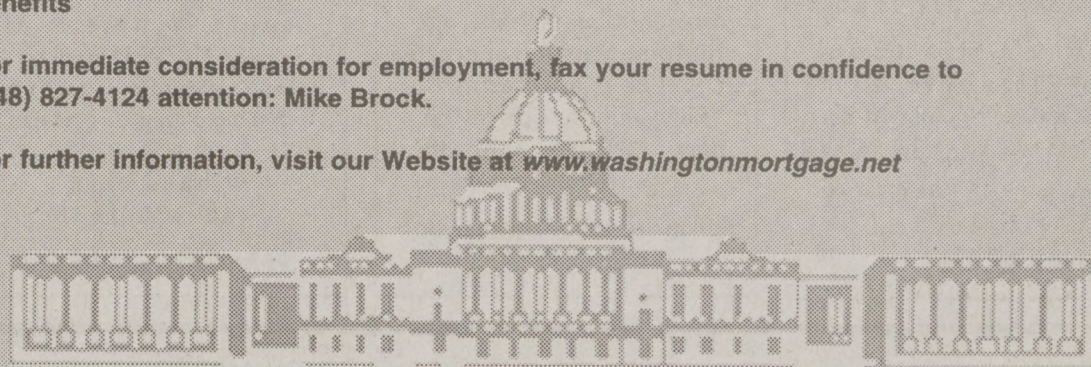 nefits
r immediate consideration for employment, fax your resume in confidence to
48) 827-4124 attention: Mike Brock.
r further information, visit our Website at www.washingtonmortgage.net